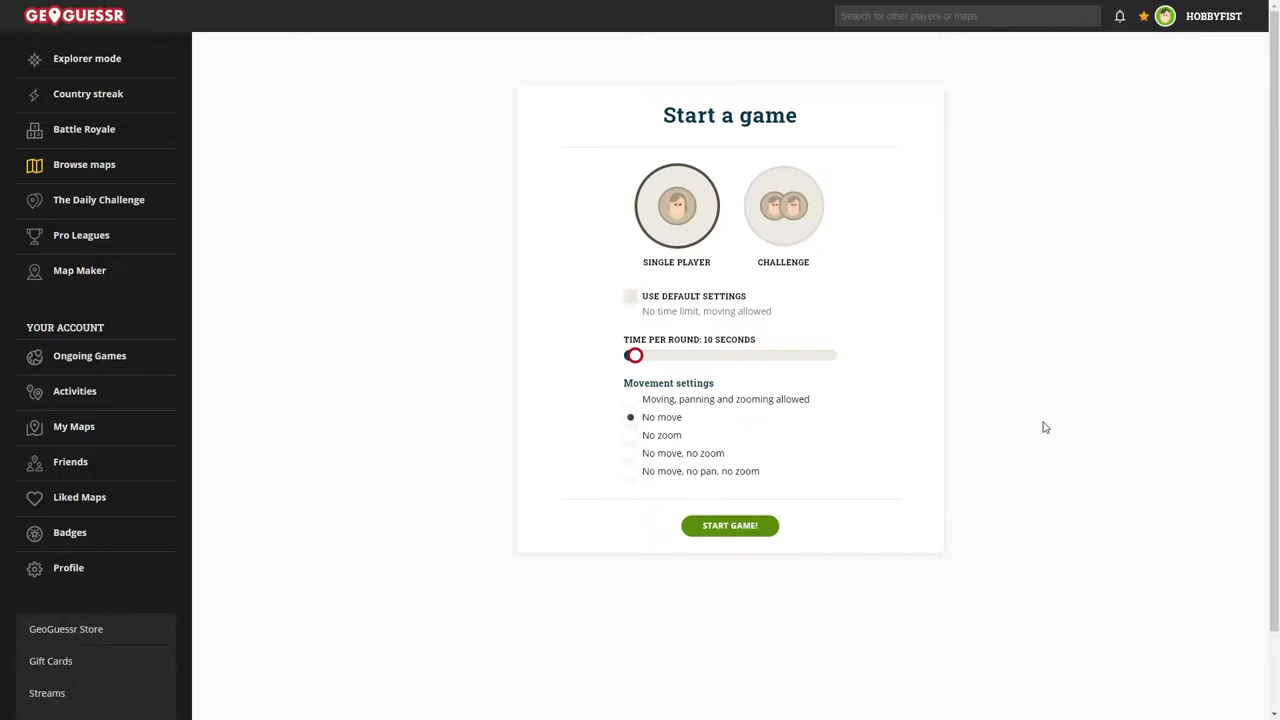 GEOGUESSR
Search for other players or maps
HOBBYFIST
Explorer mode
Country streak
Battle Royale
Browse maps
The Daily Challenge
Pro Leagues
Map Maker
YOUR ACCOUNT
Ongoing Games
Activities
My Maps
Friends
Liked Maps
Badges
Profile
GeoGuessr Store
Gift Cards
Streams
Start a game
SINGLE PLAYER
CHALLENGE
USE DEFAULT SETTINGS
No time limit, moving allowed
TIME PER ROUND: 10 SECONDS
Movement settings
Moving, panning and zooming allowed
No move
No zoom
No move, no zoom
No move, no pan, no zoom
START GAME!